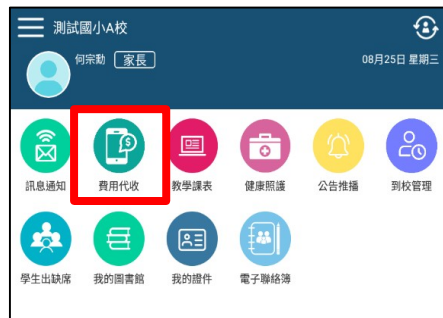 測試國小A校
何宗勳 家長
08月25日 星期三
訊息通知 費用代收 教學課表 健康照護 公告推播 到校管理
學生出缺席 我的圖書館 我的證件 電子聯絡簿